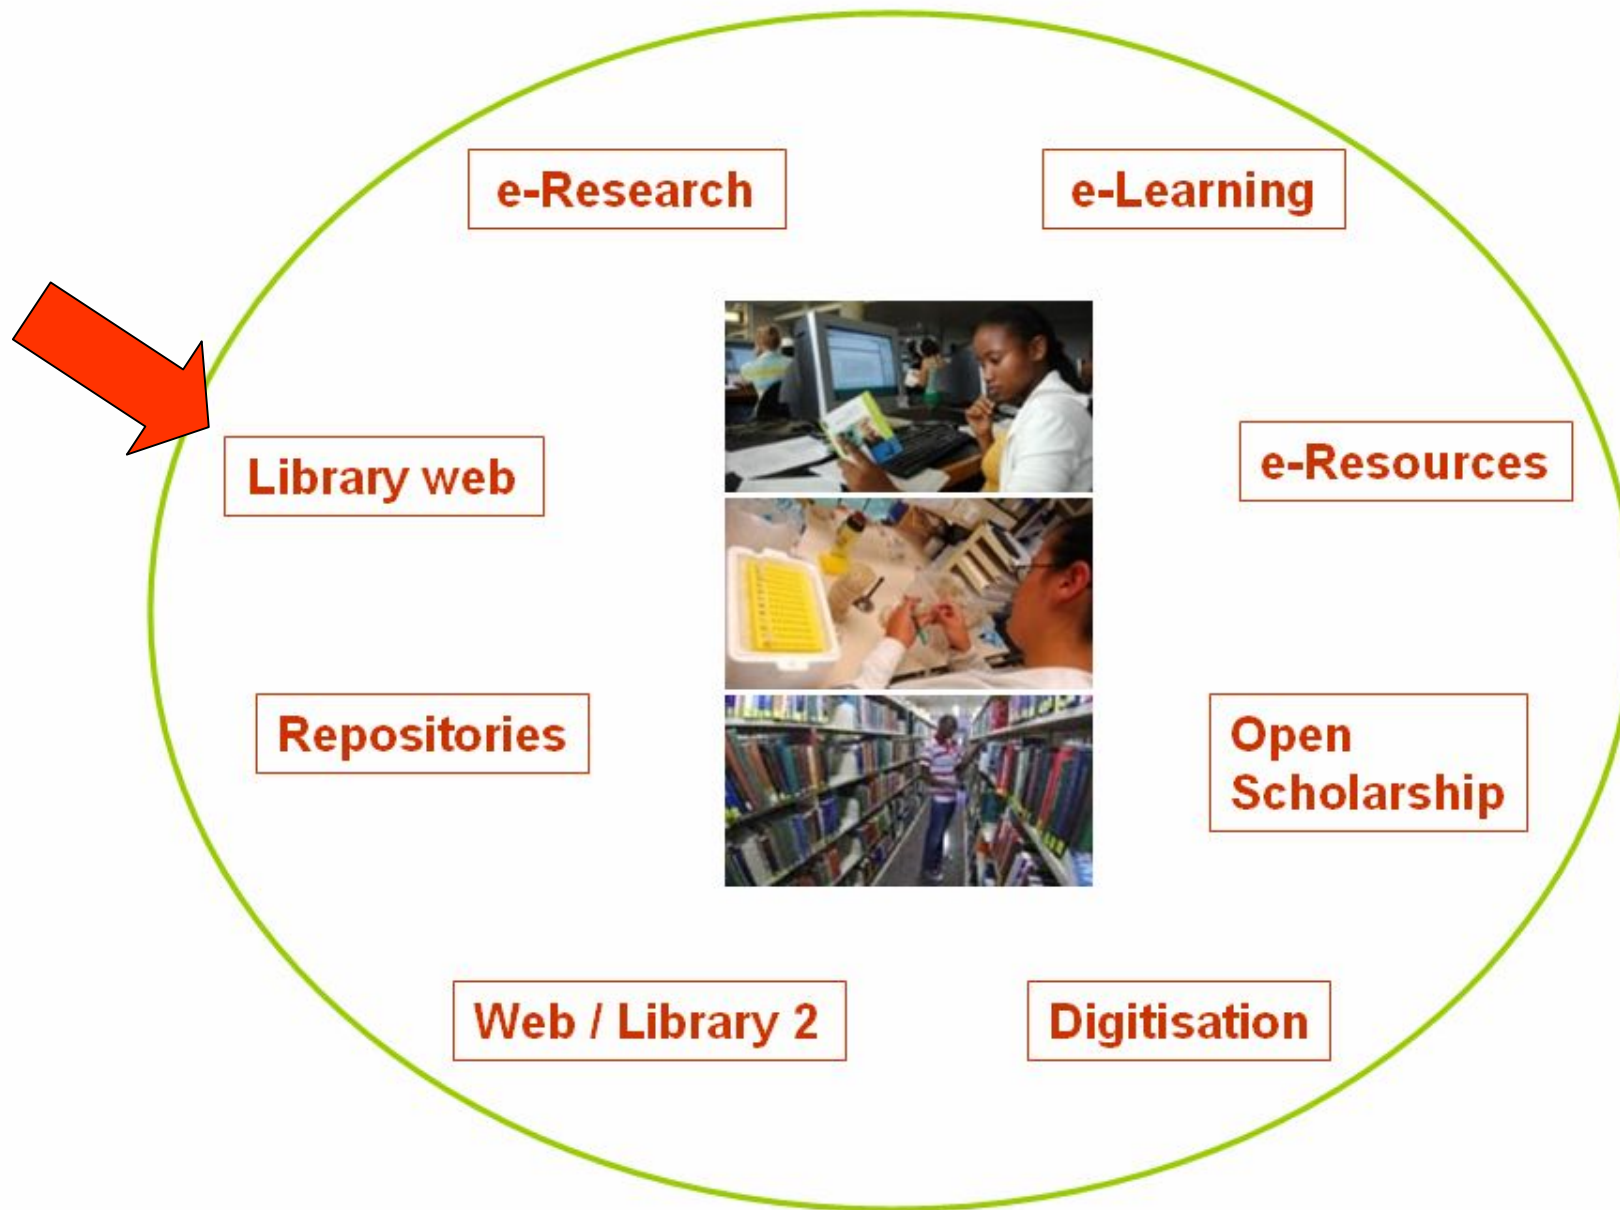 e-Research
e-Learning
Library web
e-Resources
Repositories
Open
Scholarship
Web / Library 2
Digitisation